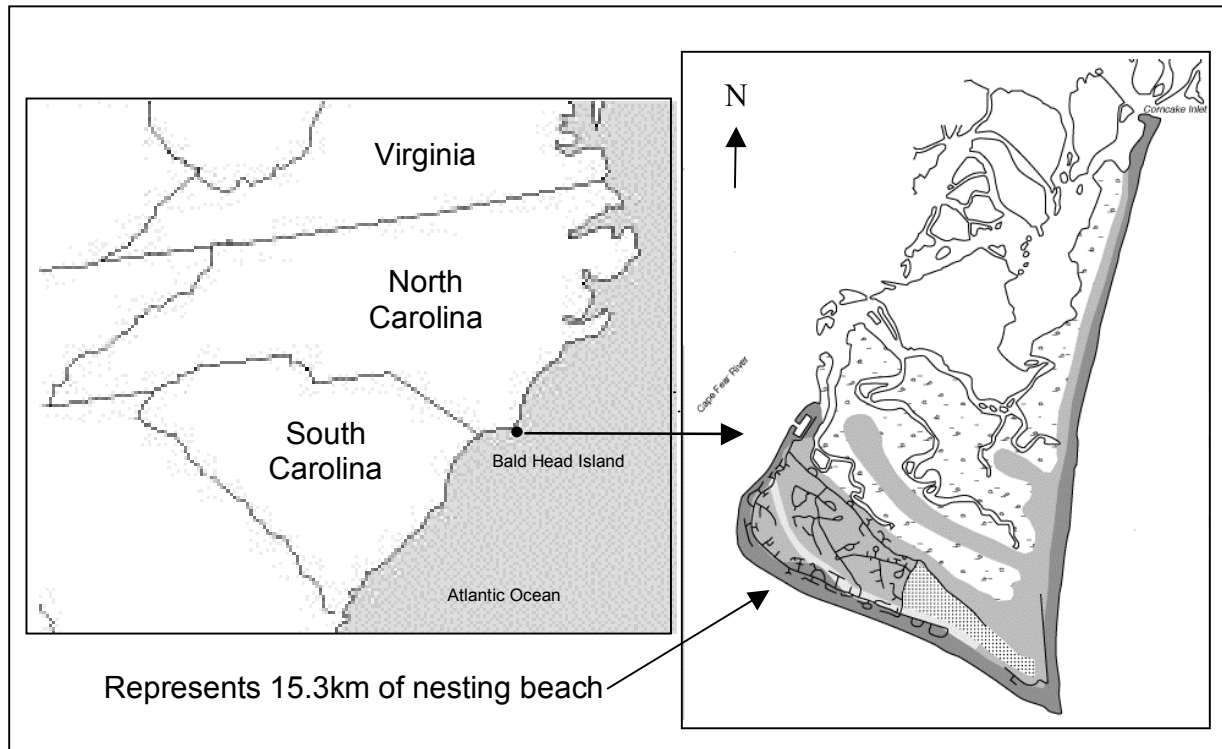 Virginia
North
Carolina
South
Carolina
Bald Head Island
Atlantic Ocean
N
Corncake Inlet
Cape Fear River
Represents 15.3km of nesting beach